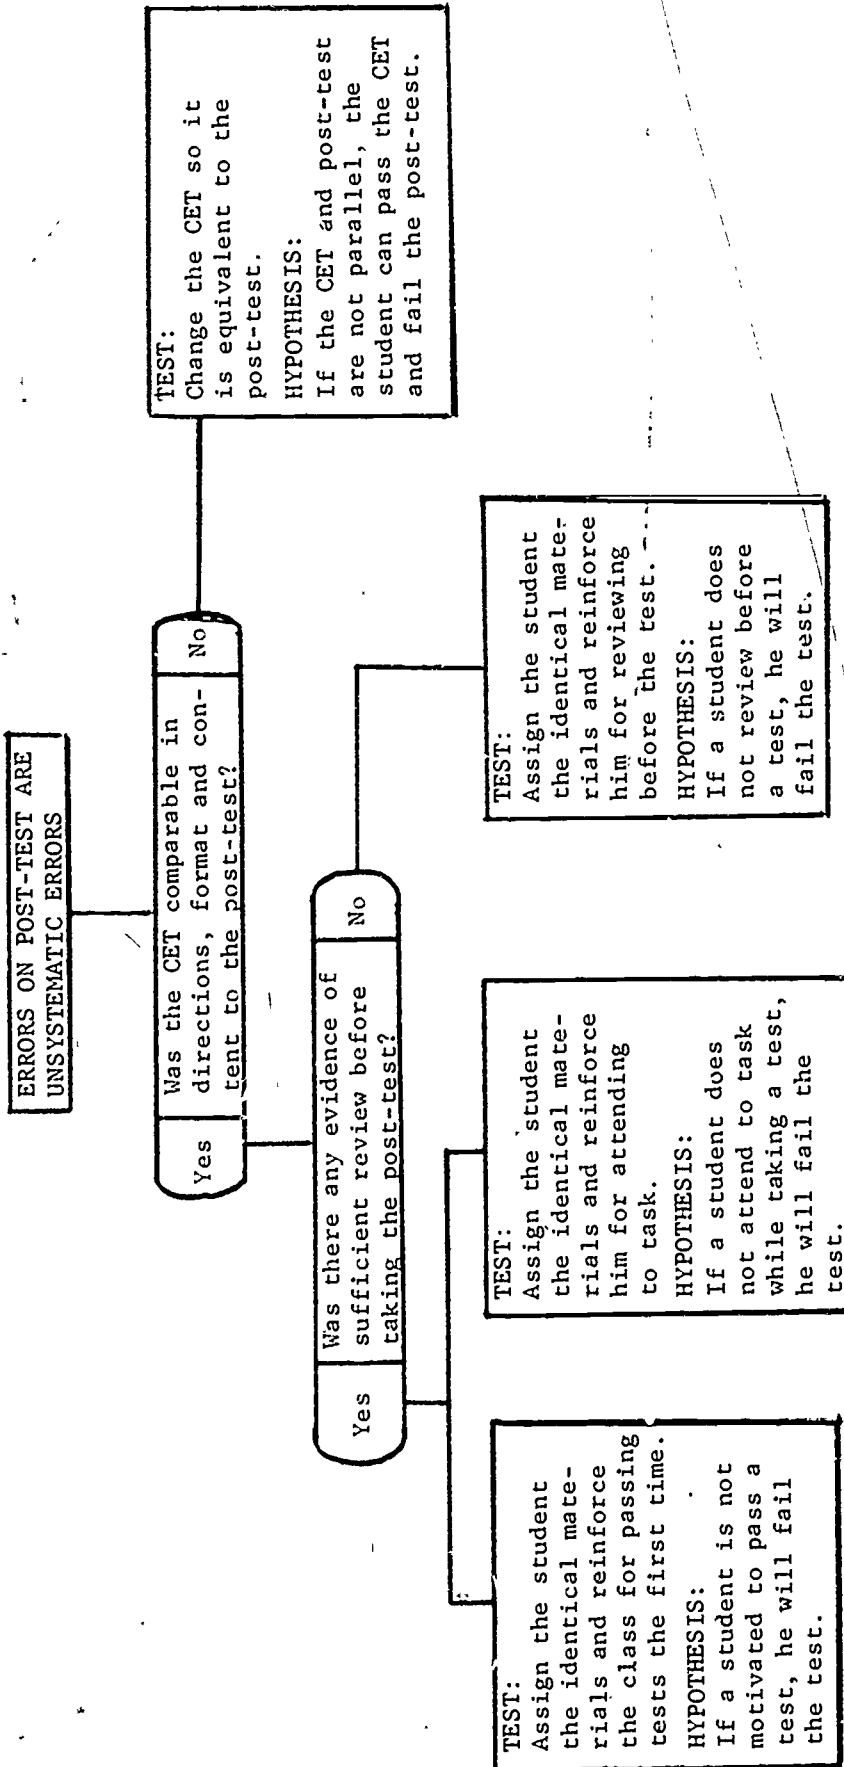 ERRORS ON POST-TEST ARE
UNSYSTEMATIC ERRORS
Yes
Was the CET comparable in
directions, format and con-
tent to the post-test?
No
TEST:
Change the CET so it
is equivalent to the
post-test.
HYPOTHESIS:
If the CET and post-test
are not parallel, the
student can pass the CET
and fail the post-test.
Yes
Was there any evidence of
sufficient review before
taking the post-test?
No
TEST:
Assign the student
the identical mate-
rials and reinforce
the class for passing
tests the first time.
HYPOTHESIS:
If a student is not
motivated to pass a
test, he will fail
the test.
TEST:
Assign the student
the identical mate-
rials and reinforce
him for attending
to task.
HYPOTHESIS:
If a student does
not attend to task
while taking a test,
he will fail the
test.
TEST:
Assign the student
the identical mate-
rials and reinforce
him for reviewing
before the test.
HYPOTHESIS:
If a student does
not review before
a test, he will
fail the test.